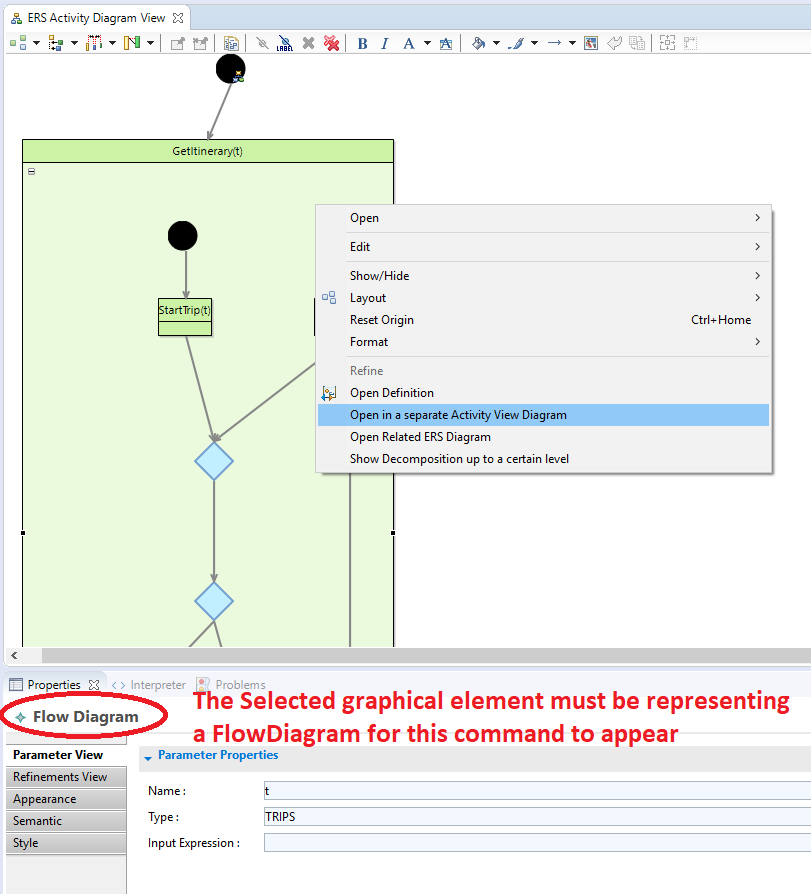 ERS Activity Diagram View
LABEL
B I A A
GetItinerary(t)
StartTrip(t)
Open
Edit
Show/Hide
Layout
Reset Origin Ctrl+Home
Format
Refine
Open Definition
Open in a separate Activity View Diagram
Open Related ERS Diagram
Show Decomposition up to a certain level
Properties Interpreter Problems
Flow Diagram
The Selected graphical element must be representing
a FlowDiagram for this command to appear
Parameter View
Refinements View
Appearance
Semantic
Style
Parameter Properties
Name : t
Type : TRIPS
Input Expression :